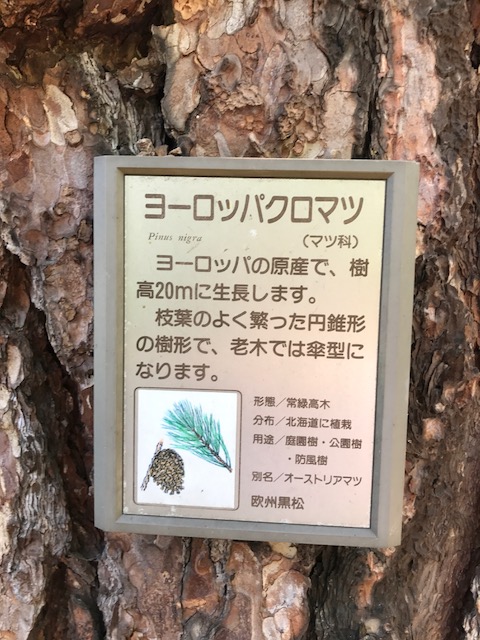 ヨーロッパクロマツ
Pinus nigra
（マツ科）
ヨーロッパの原産で、樹
高20mに生長します。
枝葉のよく繁った円錐形
の樹形で、老木では傘型に
なります。
形態／常緑高木
分布／北海道に植栽
用途／庭園樹・公園樹
・防風樹
別名／オーストリアマツ
欧州黒松